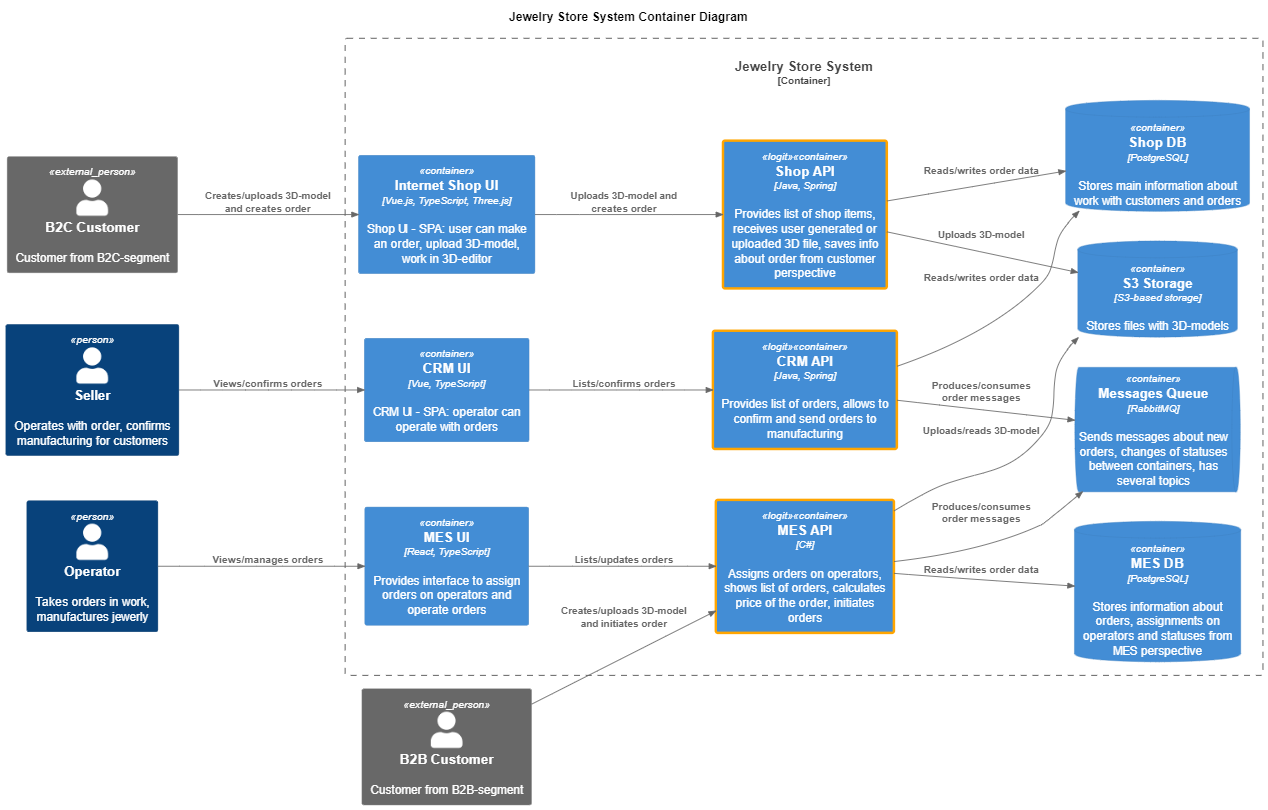 Jewelry Store System Container Diagram
Jewelry Store System
[Container]
«external_person»
B2C Customer
Customer from B2C-segment
Creates/uploads 3D-model
and creates order
«container»
Internet Shop UI
[Vue.js, TypeScript, Three.js]
Shop UI - SPA: user can make
an order, upload 3D-model,
work in 3D-editor
Uploads 3D-model and
creates order
«logit»«container»
Shop API
[Java, Spring]
Provides list of shop items,
receives user generated or
uploaded 3D file, saves info
about order from customer
perspective
Reads/writes order data
Uploads 3D-model
Reads/writes order data
«container»
Shop DB
[PostgreSQL]
Stores main information about
work with customers and orders
«container»
S3 Storage
[S3-based storage]
Stores files with 3D-models
«person»
Seller
Operates with order, confirms
manufacturing for customers
Views/confirms orders
«container»
CRM UI
[Vue, TypeScript]
CRM UI - SPA: operator can
operate with orders
Lists/confirms orders
«logit»«container»
CRM API
[Java, Spring]
Provides list of orders, allows to
confirm and send orders to
manufacturing
Produces/consumes
order messages
Uploads/reads 3D-model
«container»
Messages Queue
[RabbitMQ]
Sends messages about new
orders, changes of statuses
between containers, has
several topics
«person»
Operator
Takes orders in work,
manufactures jewerly
Views/manages orders
«container»
MES UI
[React, TypeScript]
Provides interface to assign
orders on operators and
operate orders
Lists/updates orders
Creates/uploads 3D-model
and initiates order
«logit»«container»
MES API
[C#]
Assigns orders on operators,
shows list of orders, calculates
price of the order, initiates
orders
Produces/consumes
order messages
Reads/writes order data
«container»
MES DB
[PostgreSQL]
Stores information about
orders, assignments on
operators and statuses from
MES perspective
«external_person»
B2B Customer
Customer from B2B-segment